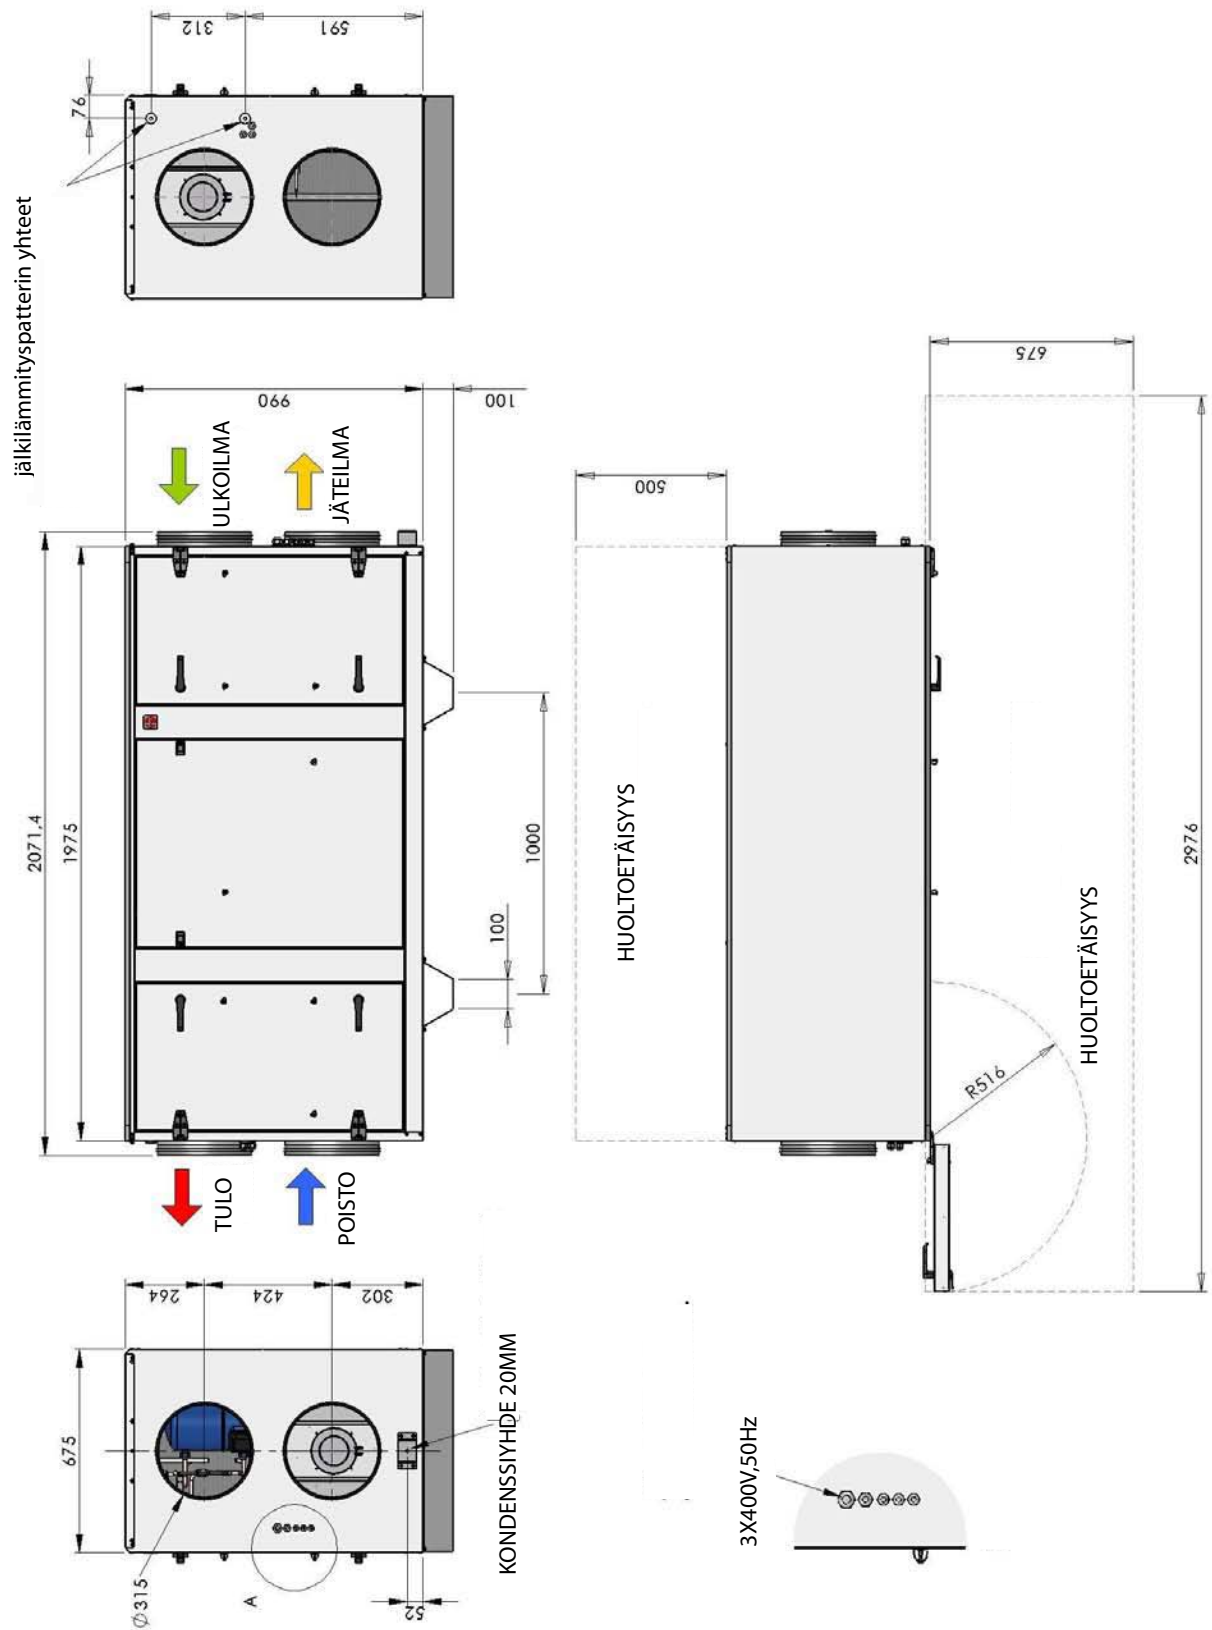 312
591
76
jälkilämmityspatterin yhteet
990
100
ULKOILMA
JÄTEILMA
2071,4
1975
1000
100
TULO
POISTO
675
500
HUOLTOETÄISYYS
HUOLTOETÄISYYS
2976
R516
264
424
302
675
Ø315
A
52
KONDENSSIYHDE 20MM
3X400V,50Hz